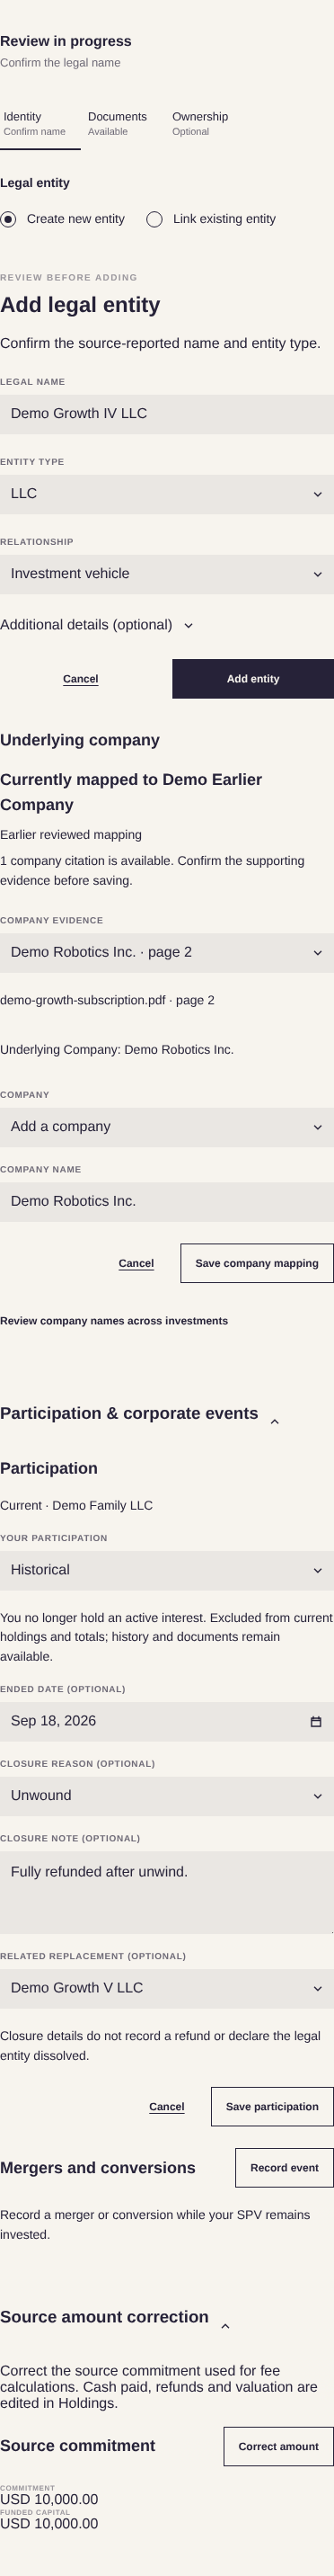 Review in progress
Confirm the legal name
Identity Documents Ownership
Confirm name Available Optional
Legal entity
Create new entity Link existing entity
REVIEW BEFORE ADDING
Add legal entity
Confirm the source-reported name and entity type.
LEGAL NAME
Demo Growth IV LLC
ENTITY TYPE
LLC
RELATIONSHIP
Investment vehicle
Additional details (optional)
Cancel Add entity
Underlying company
Currently mapped to Demo Earlier
Company
Earlier reviewed mapping
1 company citation is available. Confirm the supporting
evidence before saving.
COMPANY EVIDENCE
Demo Robotics Inc. · page 2
demo-growth-subscription.pdf · page 2
Underlying Company: Demo Robotics Inc.
COMPANY
Add a company
COMPANY NAME
Demo Robotics Inc.
Cancel Save company mapping
Review company names across investments
Participation & corporate events
Participation
Current · Demo Family LLC
YOUR PARTICIPATION
Historical
You no longer hold an active interest. Excluded from current
holdings and totals; history and documents remain
available.
ENDED DATE (OPTIONAL)
Sep 18, 2026
CLOSURE REASON (OPTIONAL)
Unwound
CLOSURE NOTE (OPTIONAL)
Fully refunded after unwind.
RELATED REPLACEMENT (OPTIONAL)
Demo Growth V LLC
Closure details do not record a refund or declare the legal
entity dissolved.
Cancel Save participation
Mergers and conversions Record event
Record a merger or conversion while your SPV remains
invested.
Source amount correction
Correct the source commitment used for fee
calculations. Cash paid, refunds and valuation are
edited in Holdings.
Source commitment Correct amount
COMMITMENT
USD 10,000.00
FUNDED CAPITAL
USD 10,000.00